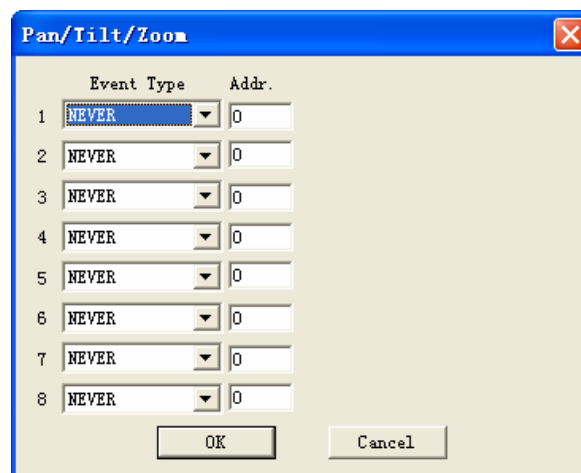 Pan/Tilt/Zoom
Event Type Addr.
1 NEVER 0
2 NEVER 0
3 NEVER 0
4 NEVER 0
5 NEVER 0
6 NEVER 0
7 NEVER 0
8 NEVER 0
OK Cancel